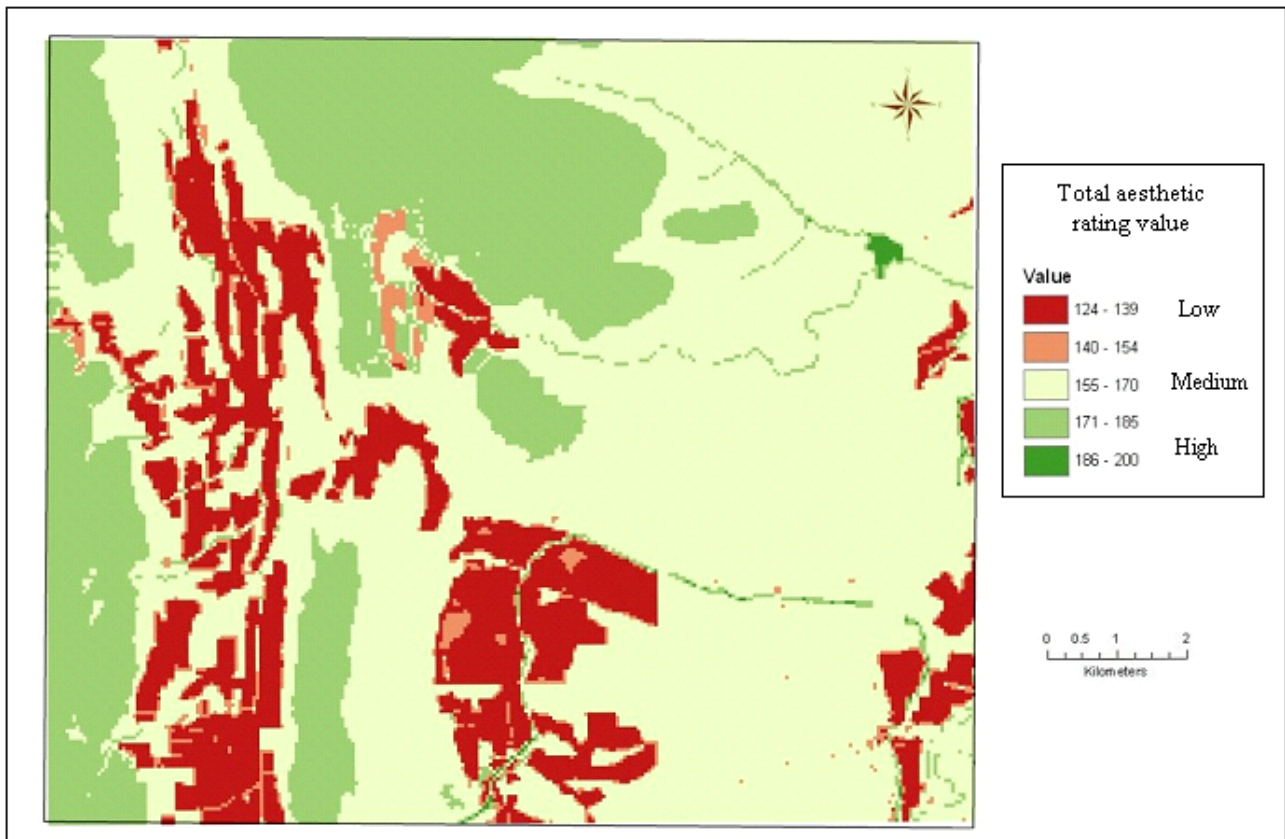 Total aesthetic
rating value
Value
124 - 139 Low
140 - 154
155 - 170 Medium
171 - 185
186 - 200 High
0 0.5 1 2
Kilometers